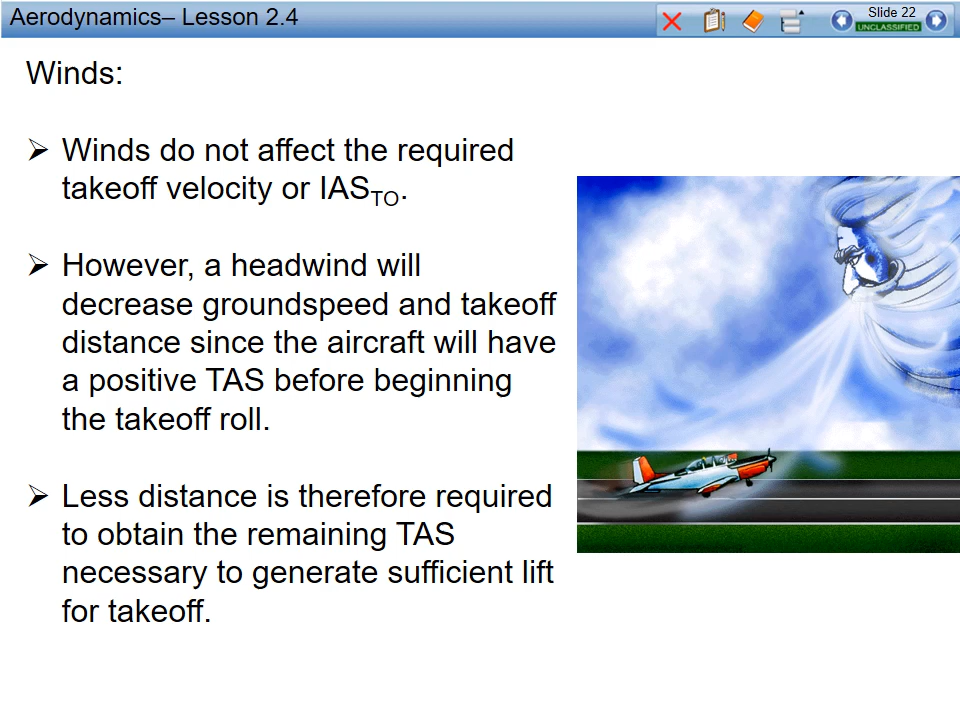 Aerodynamics– Lesson 2.4
Slide 22
UNCLASSIFIED
Winds:
➢ Winds do not affect the required
takeoff velocity or IASTO.
➢ However, a headwind will
decrease groundspeed and takeoff
distance since the aircraft will have
a positive TAS before beginning
the takeoff roll.
➢ Less distance is therefore required
to obtain the remaining TAS
necessary to generate sufficient lift
for takeoff.